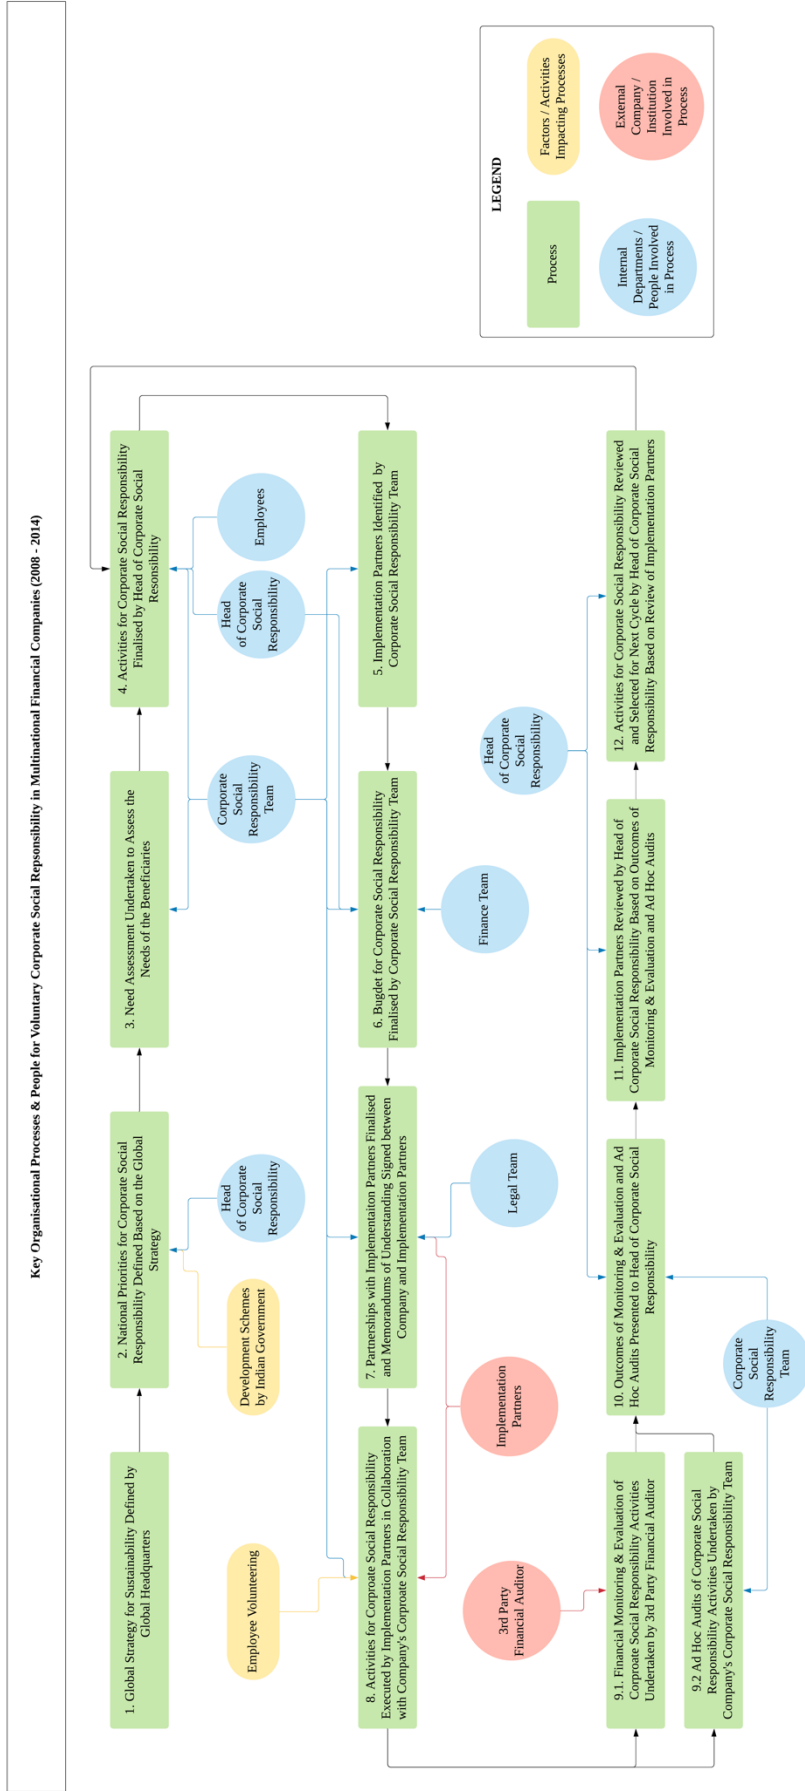 Key Organisational Processes & People for Voluntary Corporate Social Repsonsibility in Multinational Financial Companies (2008 - 2014)
1. Global Strategy for Sustainability Defined by
Global Headquarters
2. National Priorities for Corporate Social
Responsibility Defined Based on the Global
Strategy
3. Need Assessment Undertaken to Assess the
Needs of the Beneficiaries
4. Activities for Corporate Social Responsibility
Finalised by Head of Corporate Social
Resonsibility
Development Schemes
by Indian Government
Head
of Corporate
Social
Responsibility
Corporate
Social
Responsibility
Team
Head
of Corporate
Social
Responsibility
Employees
Employee Volunteering
8. Activities for Corproate Social Responsibility
Executed by Implementation Partners in Collaboration
with Company's Corproate Social Responsibility Team
7. Partnerships with Implementaiton Partners Finalised
and Memorandums of Understanding Signed between
Company and Implementation Partners
6. Bugdet for Corporate Social Responsibility
Finalised by Corporate Social Responsibility Team
5. Implementation Partners Identified by
Corporate Social Responsibility Team
3rd Party
Financial Auditor
Implementation
Partners
Legal Team
Finance Team
Head
of Corporate
Social
Responsibility
9.1. Financial Monitoring & Evaluation of
Corproate Social Responsibility Activities
Undertaken by 3rd Party Financial Auditor
9.2 Ad Hoc Audits of Corporate Social
Responsibility Activities Undertaken by
Company's Corporate Social Responsibility Team
10. Outcomes of Monitoring & Evaluation and Ad
Hoc Audits Presented to Head of Corporate Social
Responsibility
11. Implementation Partners Reviewed by Head of
Corporate Social Responsibility Based on Outcomes of
Monitoring & Evaluation and Ad Hoc Audits
12. Activities for Corporate Social Responsibility Reviewed
and Selected for Next Cycle by Head of Corporate Social
Responsibility Based on Review of Implementation Partners
Corporate
Social
Responsibility
Team
LEGEND
Process
Factors / Activities
Impacting Processes
Internal
Departments /
People Involved
in Process
External
Company /
Institution
Involved in
Process